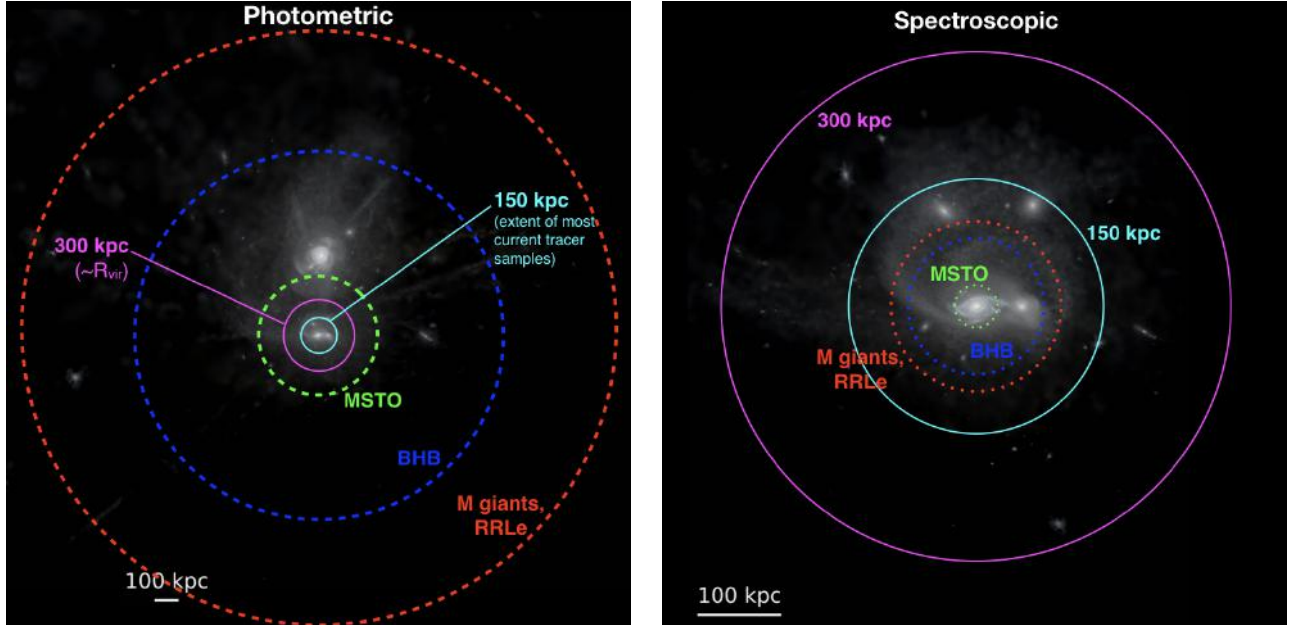 Photometric
150 kpc
(extent of most
current tracer
samples)
300 kpc
(~Rvir)
MSTO
BHB
M giants,
RRLe
100 kpc
Spectroscopic
300 kpc
150 kpc
MSTO
BHB
M giants,
RRLe
100 kpc